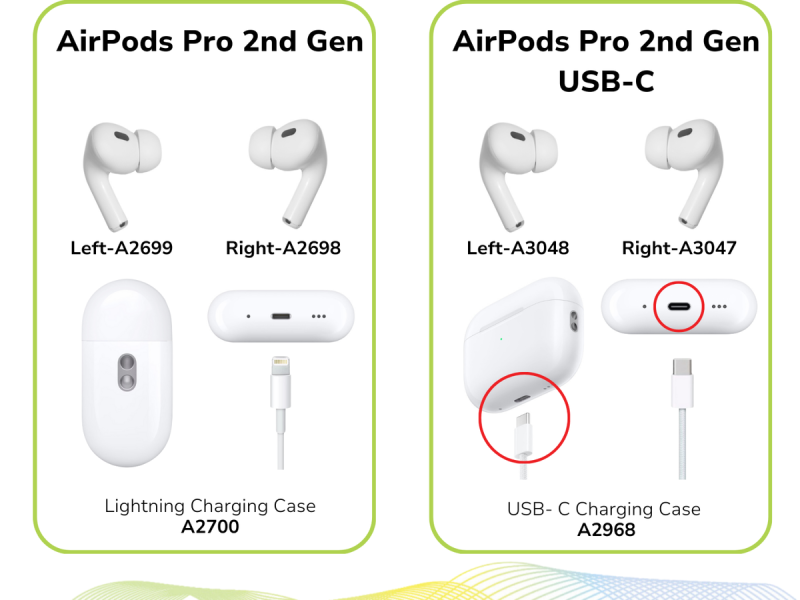 AirPods Pro 2nd Gen
Left-A2699
Right-A2698
Lightning Charging Case
A2700
AirPods Pro 2nd Gen
USB-C
Left-A3048
Right-A3047
USB- C Charging Case
A2968